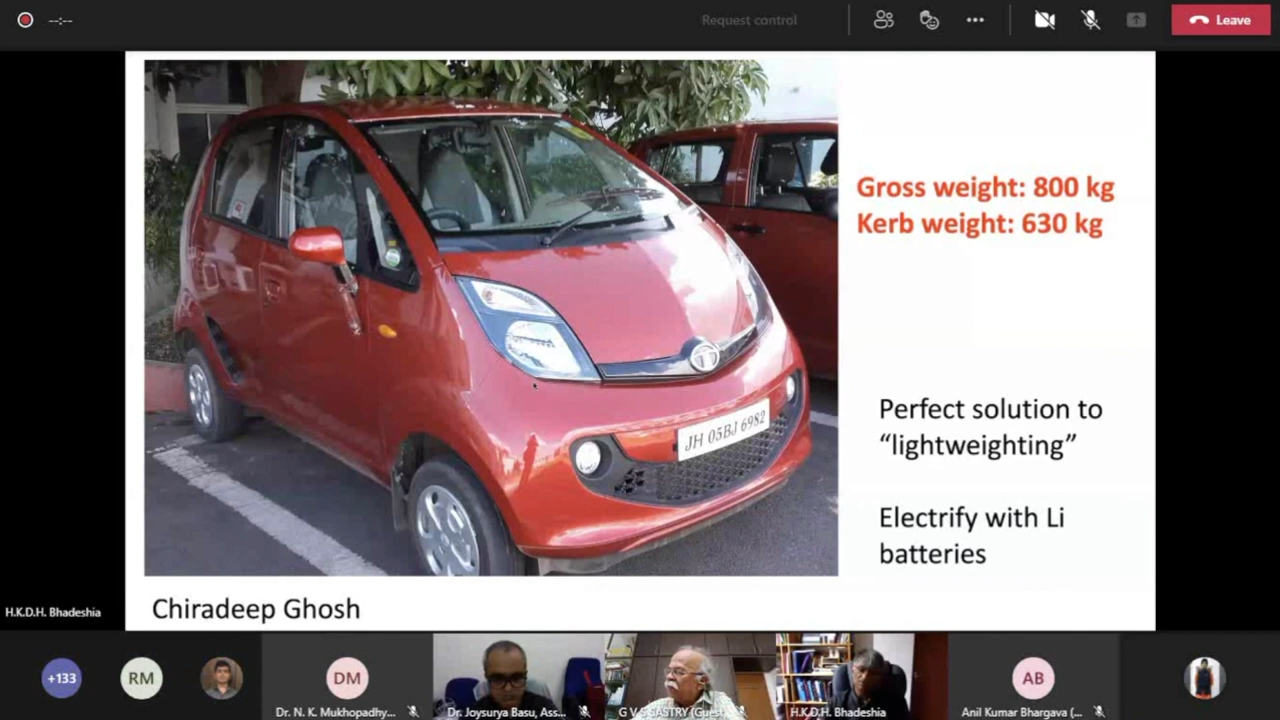 --:--
Request control
Leave
Gross weight: 800 kg
Kerb weight: 630 kg
JH 05BJ 6982
Perfect solution to
“lightweighting”
Electrify with Li
batteries
H.K.D.H. Bhadeshia
Chiradeep Ghosh
+133
RM
DM
AB
Dr. N. K. Mukhopadhy...
Dr. Joysurya Basu, Ass...
G V S SASTRY (Guest
H.K.D.H. Bhadeshia
Anil Kumar Bhargava (...